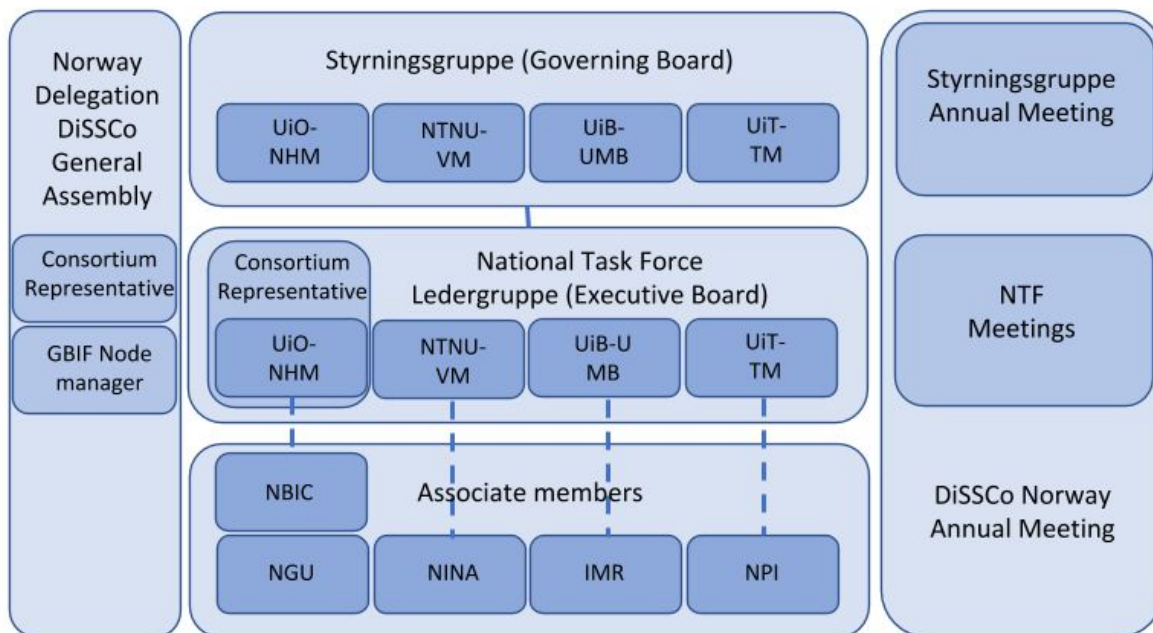 Norway
Delegation
DiSSCo
General
Assembly
Consortium
Representative
GBIF Node
manager
Styrningsgruppe (Governing Board)
UiO-
NHM
NTNU-
VM
UiB-
UMB
UiT-
TM
Consortium
Representative
National Task Force
Ledergruppe (Executive Board)
UiO-
NHM
NTNU-
VM
UiB-U
MB
UiT-
TM
NBIC
Associate members
NGU
NINA
IMR
NPI
Styrningsgruppe
Annual Meeting
NTF
Meetings
DiSSCo Norway
Annual Meeting